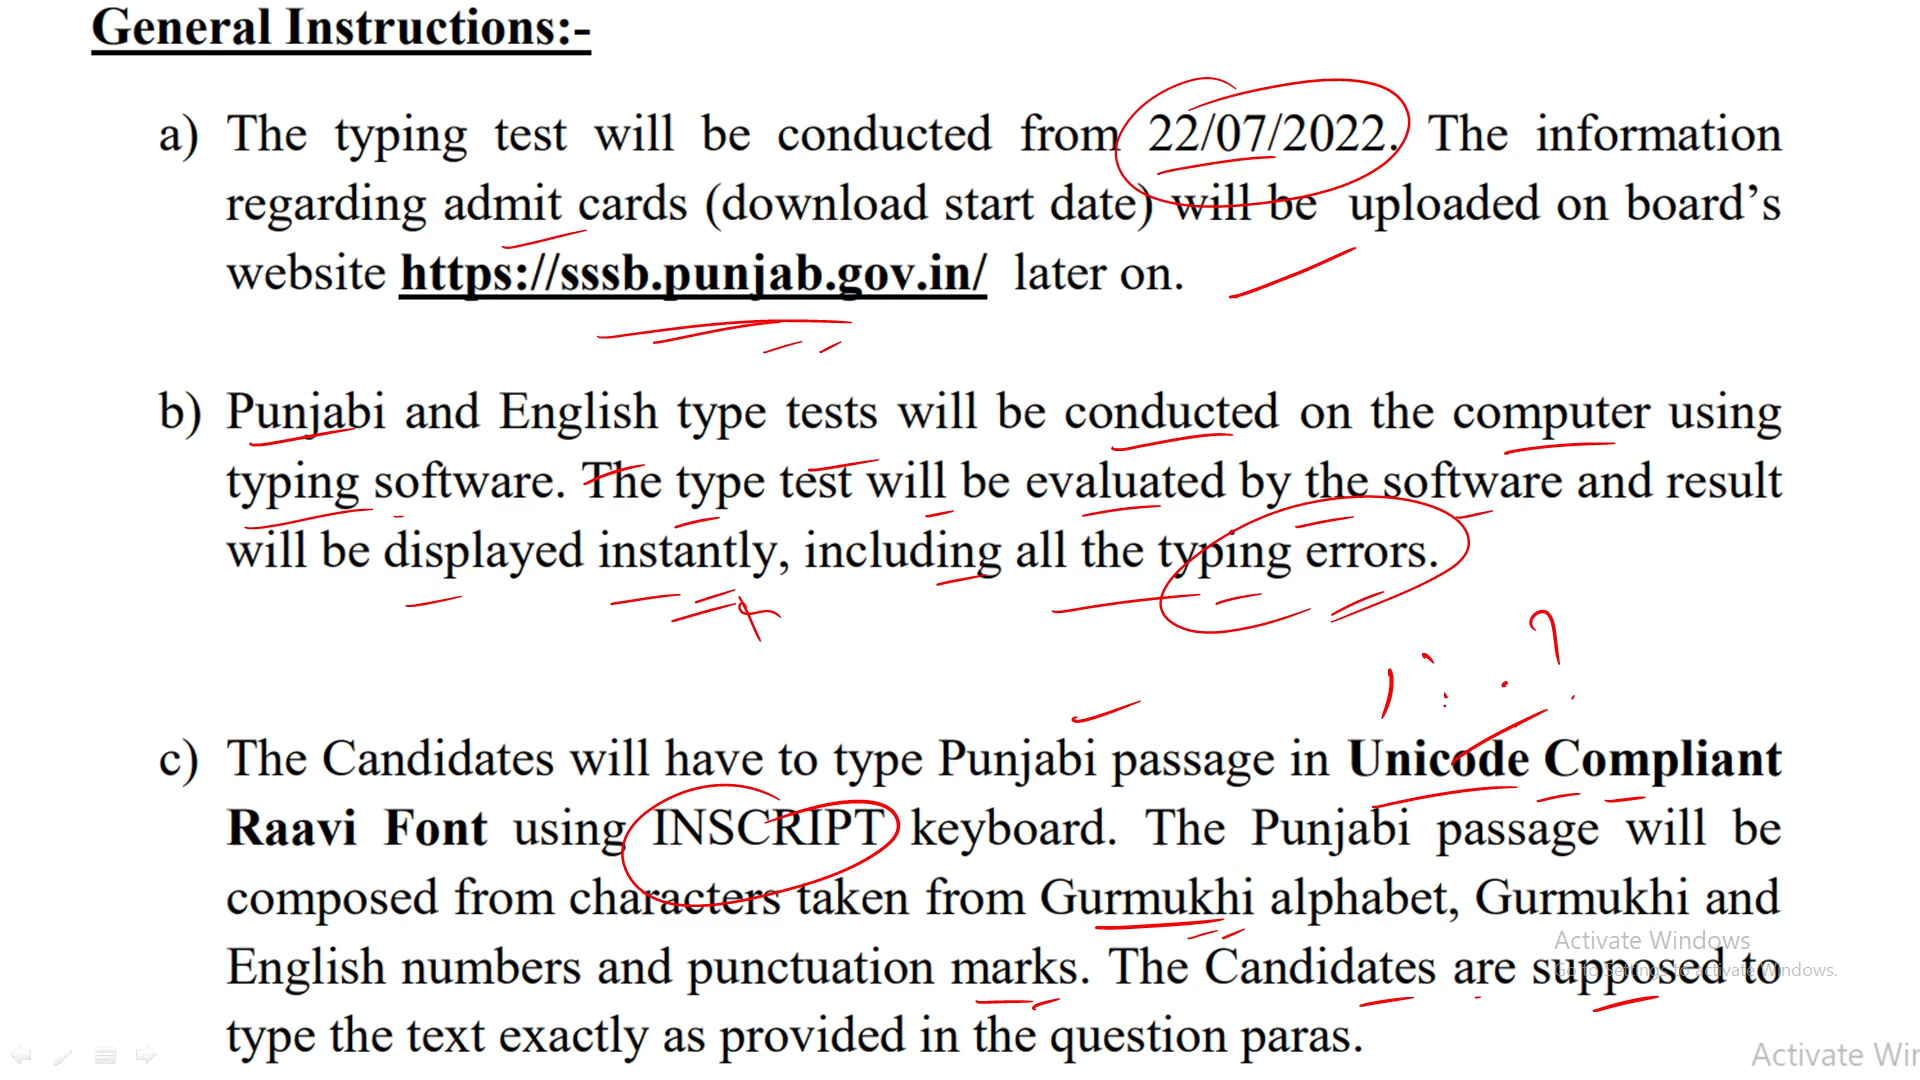 General Instructions:-
a) The typing test will be conducted from 22/07/2022. The information
regarding admit cards (download start date) will be uploaded on board’s
website https://sssb.punjab.gov.in/ later on.
b) Punjabi and English type tests will be conducted on the computer using
typing software. The type test will be evaluated by the software and result
will be displayed instantly, including all the typing errors.
c) The Candidates will have to type Punjabi passage in Unicode Compliant
Raavi Font using INSCRIPT keyboard. The Punjabi passage will be
composed from characters taken from Gurmukhi alphabet, Gurmukhi and
English numbers and punctuation marks. The Candidates are supposed to
type the text exactly as provided in the question paras.
Activate Windows
Go to Settings to activate Windows.
Activate Wir